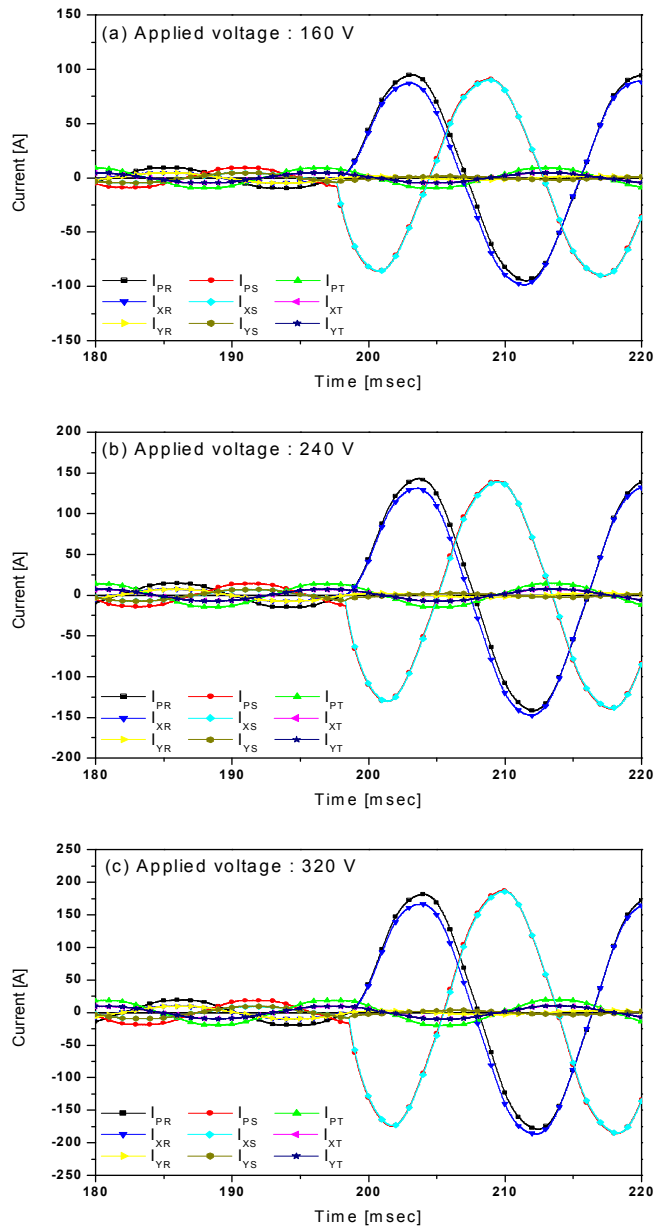 (a) Applied voltage : 160 V
150
100
50
0
-50
-100
-150
Current [A]
I_PR I_PS I_PT
I_XR I_XS I_XT
I_YR I_YS I_YT
180 190 200 210 220
Time [msec]
(b) Applied voltage : 240 V
200
150
100
50
0
-50
-100
-150
-200
Current [A]
I_PR I_PS I_PT
I_XR I_XS I_XT
I_YR I_YS I_YT
180 190 200 210 220
Time [msec]
(c) Applied voltage : 320 V
250
200
150
100
50
0
-50
-100
-150
-200
-250
Current [A]
I_PR I_PS I_PT
I_XR I_XS I_XT
I_YR I_YS I_YT
180 190 200 210 220
Time [msec]